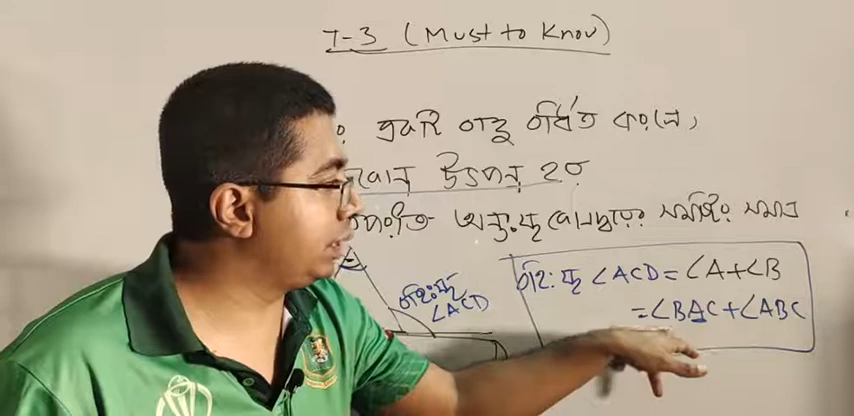 7-3 (Must to Know)
র একটি বাহু বর্ধিত করলে,
কোণ উৎপন্ন হয়
বিপরীত অন্তঃস্থ কোণদ্বয়ের সমষ্টির সমান
বহিঃস্থ ∠ACD = ∠A+∠B
= ∠BAC + ∠ABC
বহিঃস্থ
∠ACD